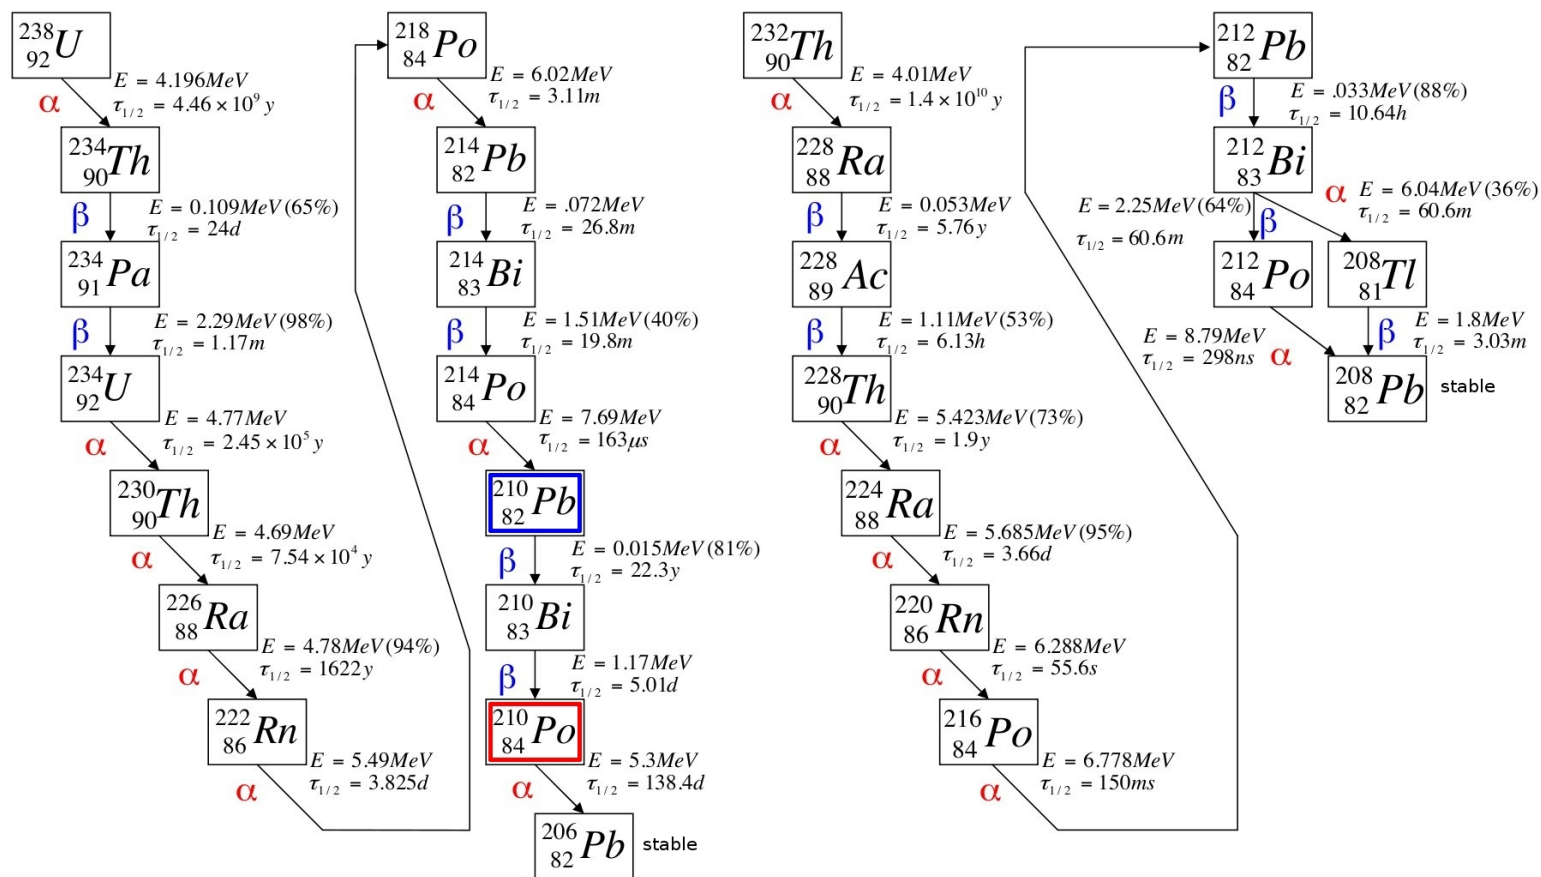 238
92 U
E = 4.196MeV
α
τ1/2 = 4.46 × 10⁹ y
234
90 Th
β
E = 0.109MeV(65%)
τ1/2 = 24d
234
91 Pa
β
E = 2.29MeV(98%)
τ1/2 = 1.17m
234
92 U
E = 4.77MeV
α
τ1/2 = 2.45 × 10⁵ y
230
90 Th
E = 4.69MeV
α
τ1/2 = 7.54 × 10⁴ y
226
88 Ra
E = 4.78MeV(94%)
α
τ1/2 = 1622y
222
86 Rn
E = 5.49MeV
α
τ1/2 = 3.825d
218
84 Po
E = 6.02MeV
α
τ1/2 = 3.11m
214
82 Pb
β
E = .072MeV
τ1/2 = 26.8m
214
83 Bi
β
E = 1.51MeV(40%)
τ1/2 = 19.8m
214
84 Po
E = 7.69MeV
α
τ1/2 = 163μs
210
82 Pb
β
E = 0.015MeV(81%)
τ1/2 = 22.3y
210
83 Bi
β
E = 1.17MeV
τ1/2 = 5.01d
210
84 Po
E = 5.3MeV
α
τ1/2 = 138.4d
206
82 Pb stable
232
90 Th
E = 4.01MeV
α
τ1/2 = 1.4 × 10¹⁰ y
228
88 Ra
β
E = 0.053MeV
τ1/2 = 5.76y
228
89 Ac
β
E = 1.11MeV(53%)
τ1/2 = 6.13h
228
90 Th
E = 5.423MeV(73%)
α
τ1/2 = 1.9y
224
88 Ra
E = 5.685MeV(95%)
α
τ1/2 = 3.66d
220
86 Rn
E = 6.288MeV
α
τ1/2 = 55.6s
216
84 Po
E = 6.778MeV
α
τ1/2 = 150ms
212
82 Pb
β
E = .033MeV(88%)
τ1/2 = 10.64h
212
83 Bi
α
E = 6.04MeV(36%)
τ1/2 = 60.6m
E = 2.25MeV(64%)
β
τ1/2 = 60.6m
212
84 Po
208
81 Tl
E = 8.79MeV
τ1/2 = 298ns
α
β
E = 1.8MeV
τ1/2 = 3.03m
208
82 Pb stable